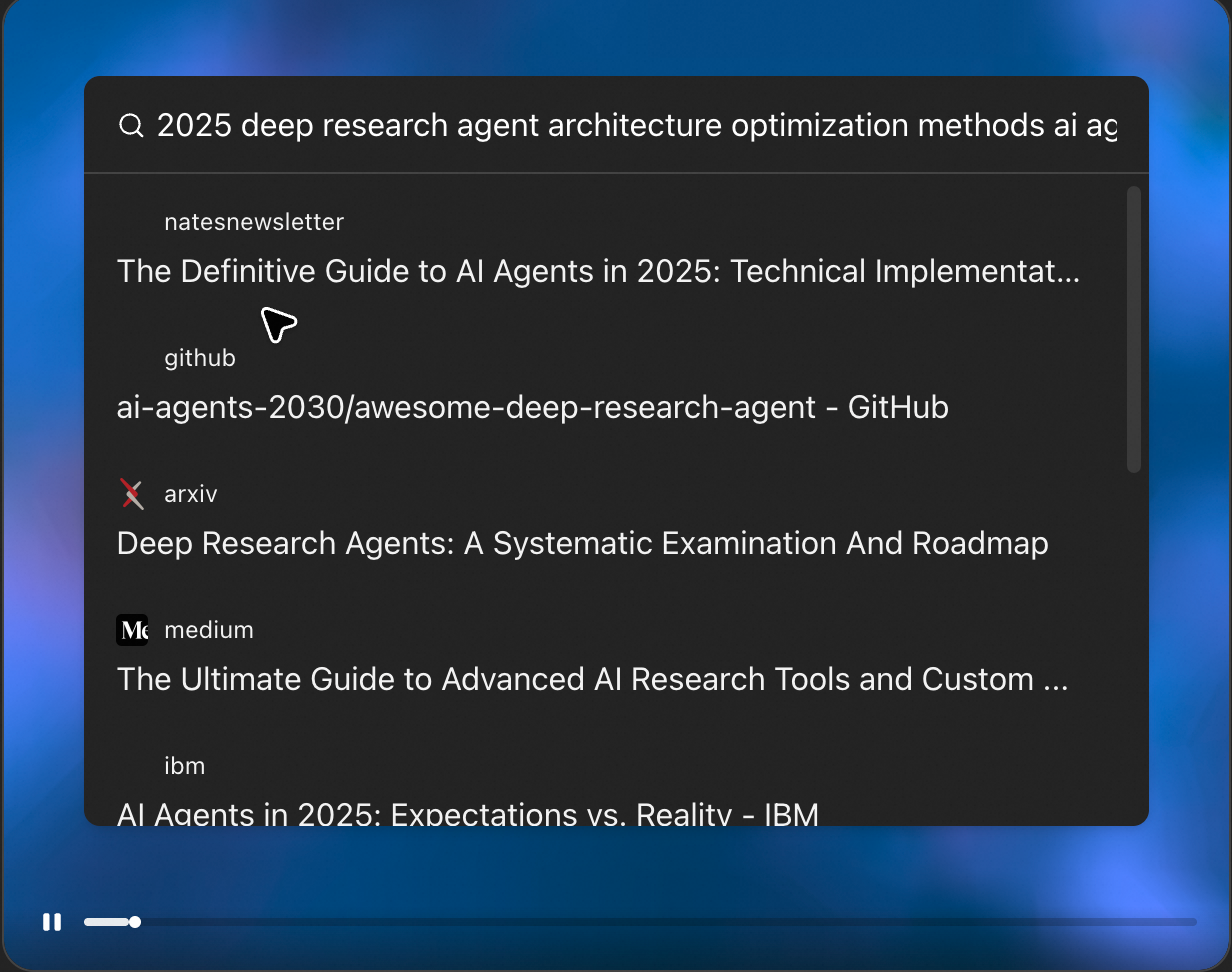 2025 deep research agent architecture optimization methods ai ag
natesnewsletter
The Definitive Guide to AI Agents in 2025: Technical Implementat...
github
ai-agents-2030/awesome-deep-research-agent - GitHub
arxiv
Deep Research Agents: A Systematic Examination And Roadmap
Me medium
The Ultimate Guide to Advanced AI Research Tools and Custom ...
ibm
AI Agents in 2025: Expectations vs. Reality - IBM